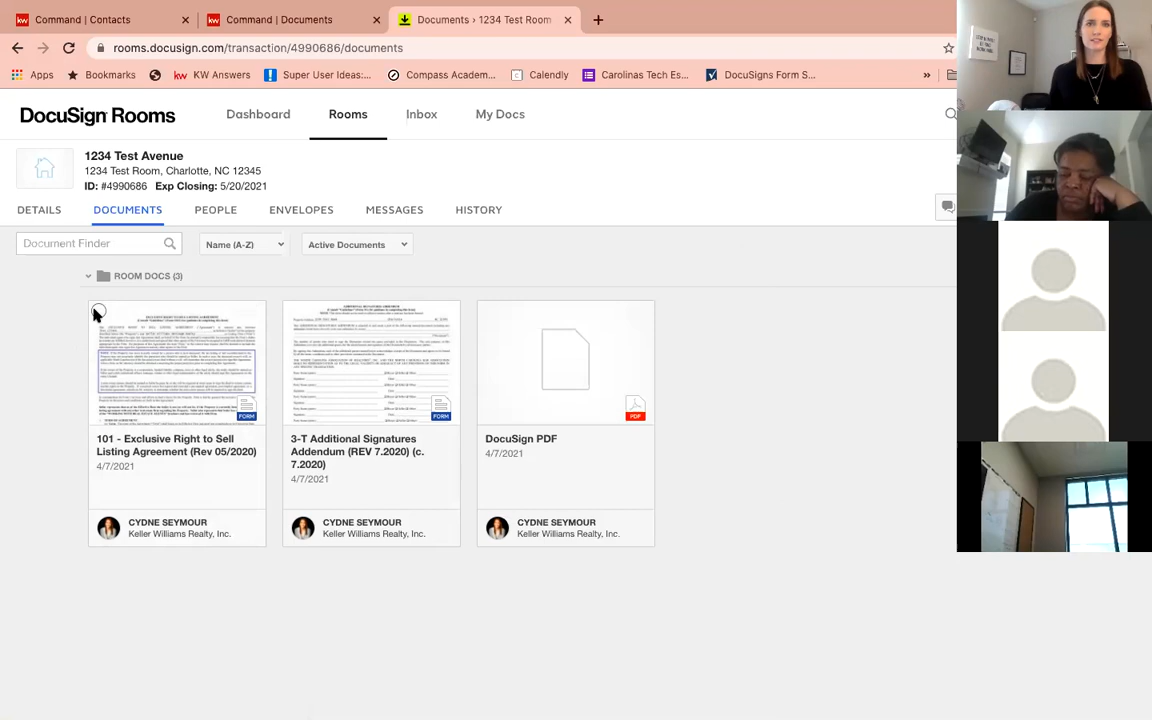 Command | Contacts
Command | Documents
Documents › 1234 Test Room
rooms.docusign.com/transaction/4990686/documents
Apps
Bookmarks
KW Answers
Super User Ideas:...
Compass Academ...
Calendly
Carolinas Tech Es...
DocuSigns Form S...
DocuSign Rooms
Dashboard
Rooms
Inbox
My Docs
1234 Test Avenue
1234 Test Room, Charlotte, NC 12345
ID: #4990686 Exp Closing: 5/20/2021
DETAILS
DOCUMENTS
PEOPLE
ENVELOPES
MESSAGES
HISTORY
Document Finder
Name (A-Z)
Active Documents
ROOM DOCS (3)
FORM
FORM
PDF
101 - Exclusive Right to Sell
Listing Agreement (Rev 05/2020)
4/7/2021
3-T Additional Signatures
Addendum (REV 7.2020) (c.
7.2020)
4/7/2021
DocuSign PDF
4/7/2021
CYDNE SEYMOUR
Keller Williams Realty, Inc.
CYDNE SEYMOUR
Keller Williams Realty, Inc.
CYDNE SEYMOUR
Keller Williams Realty, Inc.